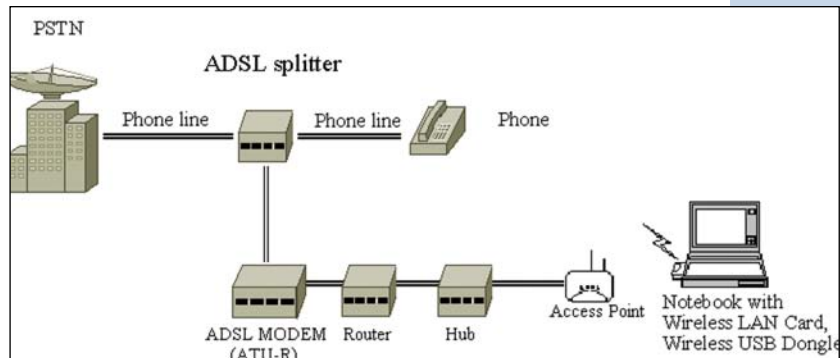 PSTN
ADSL splitter
Phone line
Phone line
Phone
ADSL MODEM
(ATU-R)
Router
Hub
Access Point
Notebook with
Wireless LAN Card,
Wireless USB Dongle